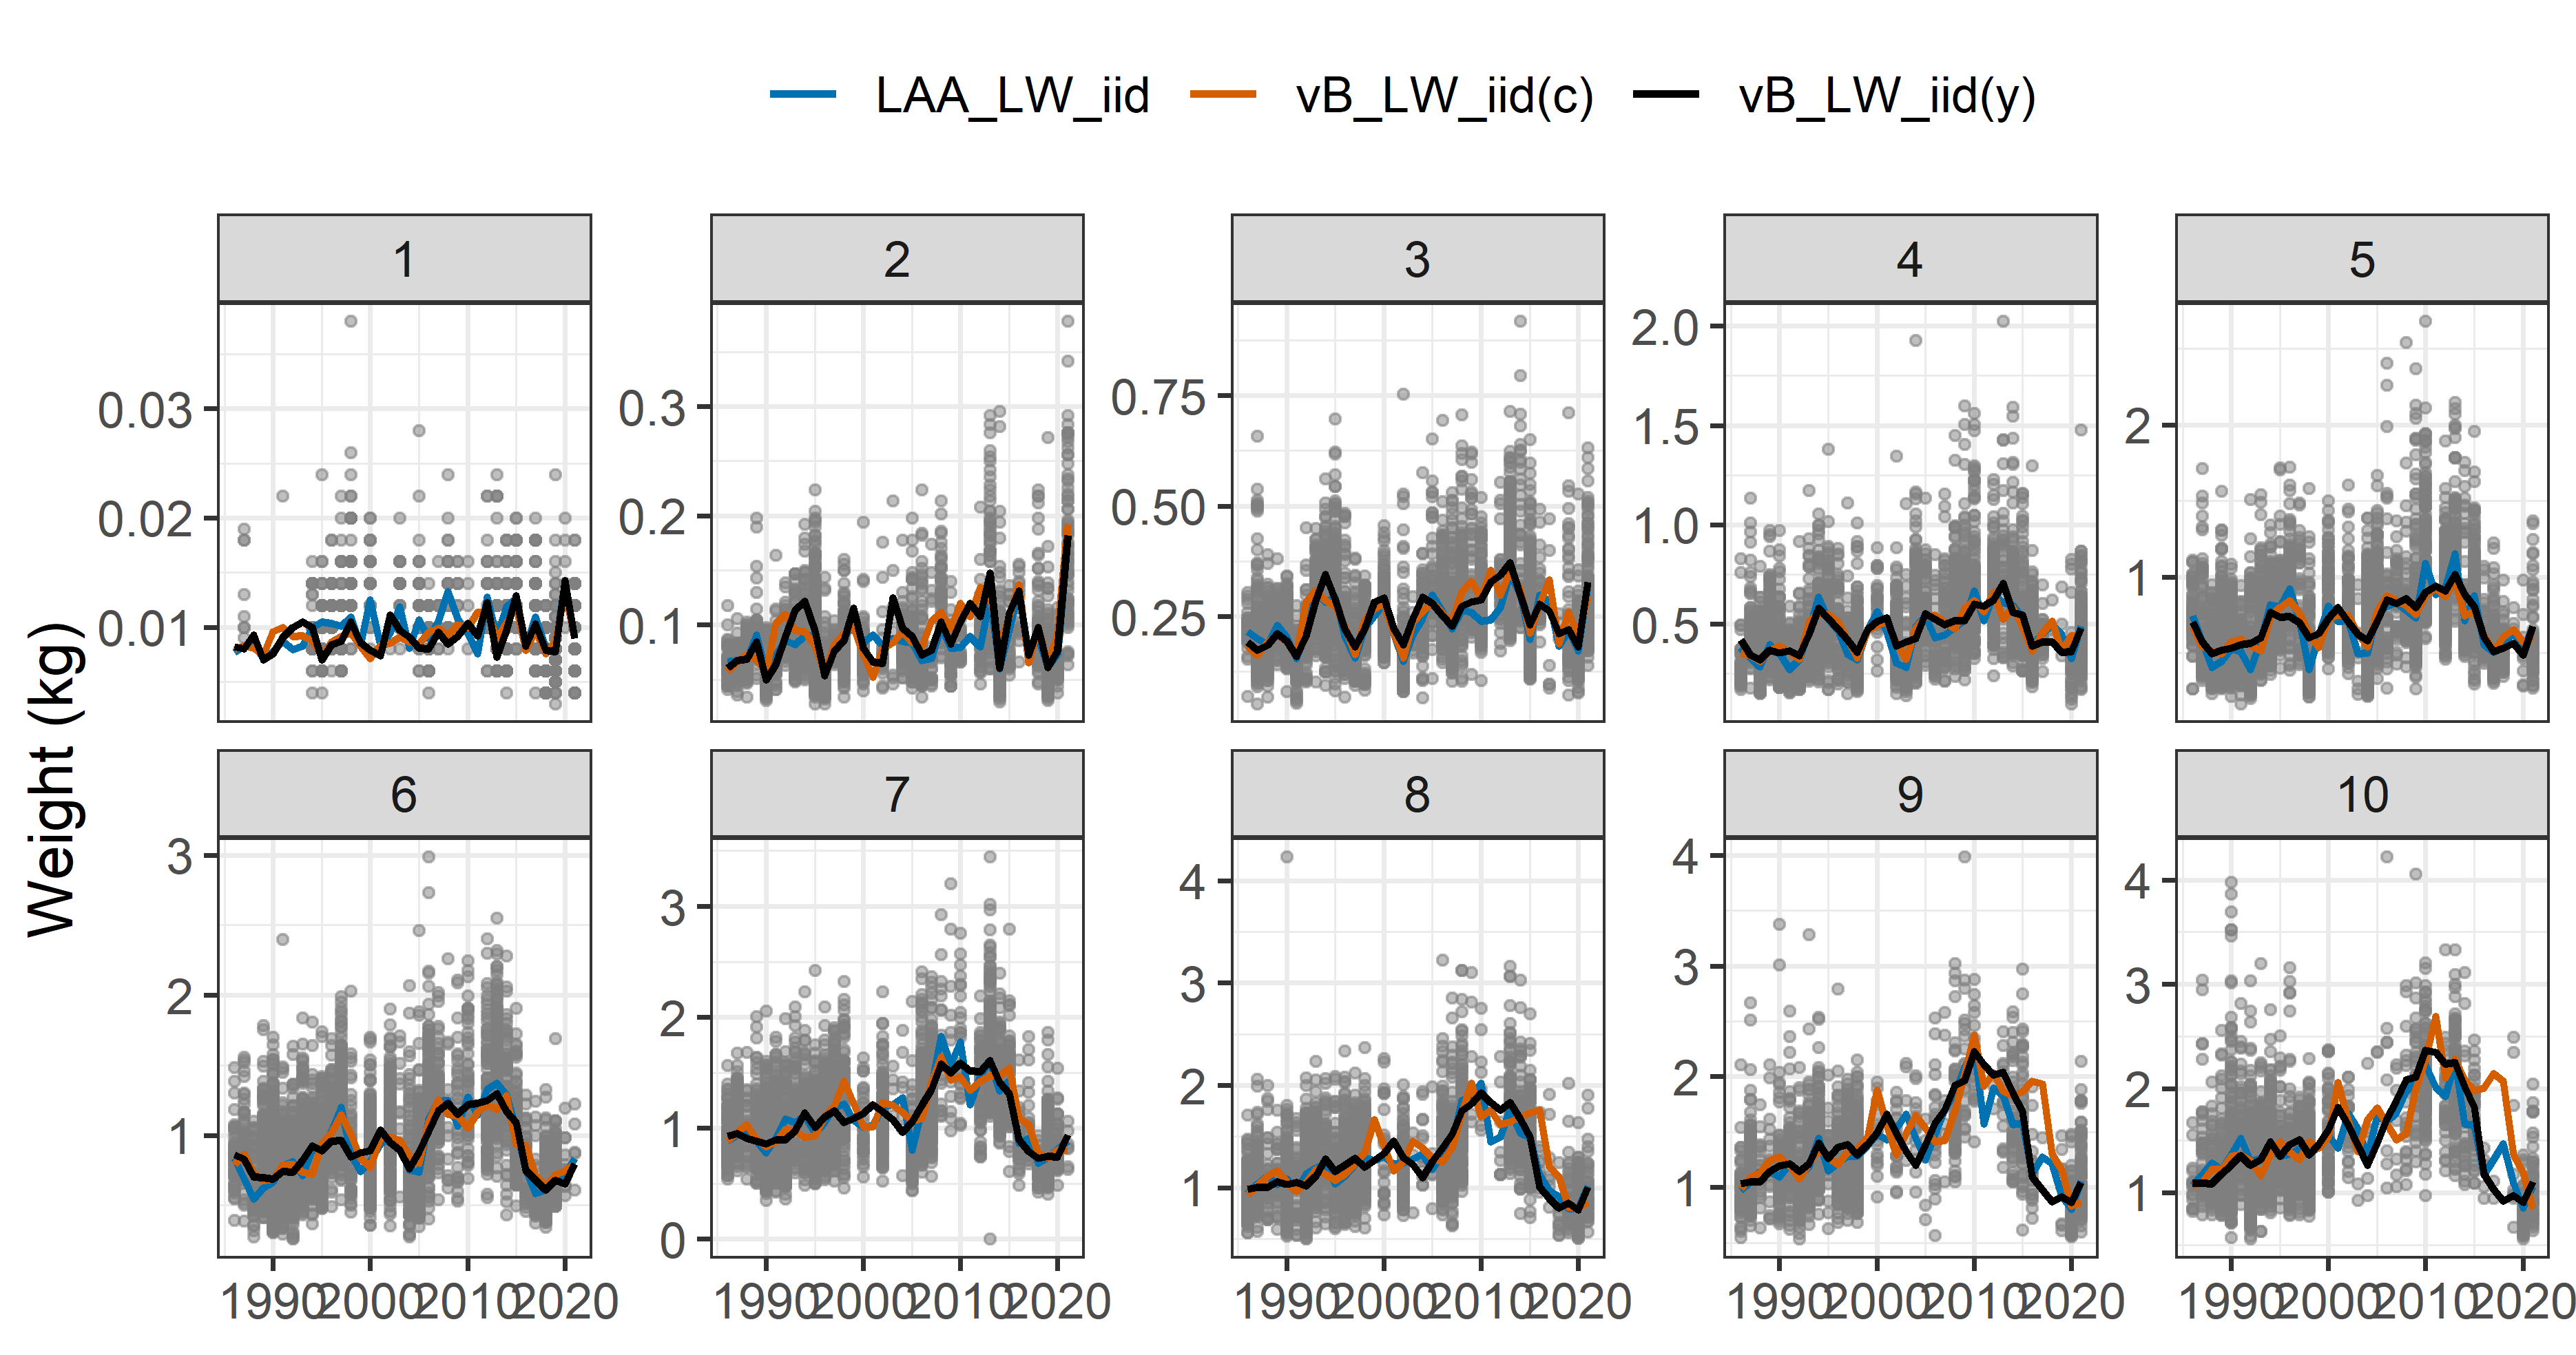 LAA_LW_iid vB_LW_iid(c) vB_LW_iid(y)
Weight (kg)
1 2 3 4 5
0.03 0.02 0.01
0.3 0.2 0.1
0.75 0.50 0.25
2.0 1.5 1.0 0.5
2 1
6 7 8 9 10
3 2 1
3 2 1 0
4 3 2 1
4 3 2 1
4 3 2 1
1990 2000 2010 2020 1990 2000 2010 2020 1990 2000 2010 2020 1990 2000 2010 2020 1990 2000 2010 2020